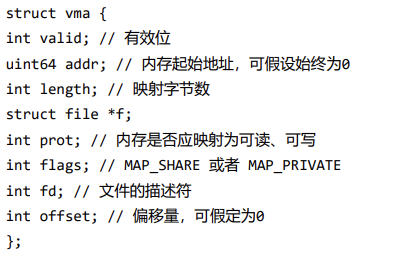 struct vma {
int valid; // 有效位
uint64 addr; // 内存起始地址，可假设始终为0
int length; // 映射字节数
struct file *f;
int prot; // 内存是否应映射为可读、可写
int flags; // MAP_SHARE 或者 MAP_PRIVATE
int fd; // 文件的描述符
int offset; // 偏移量，可假定为0
};